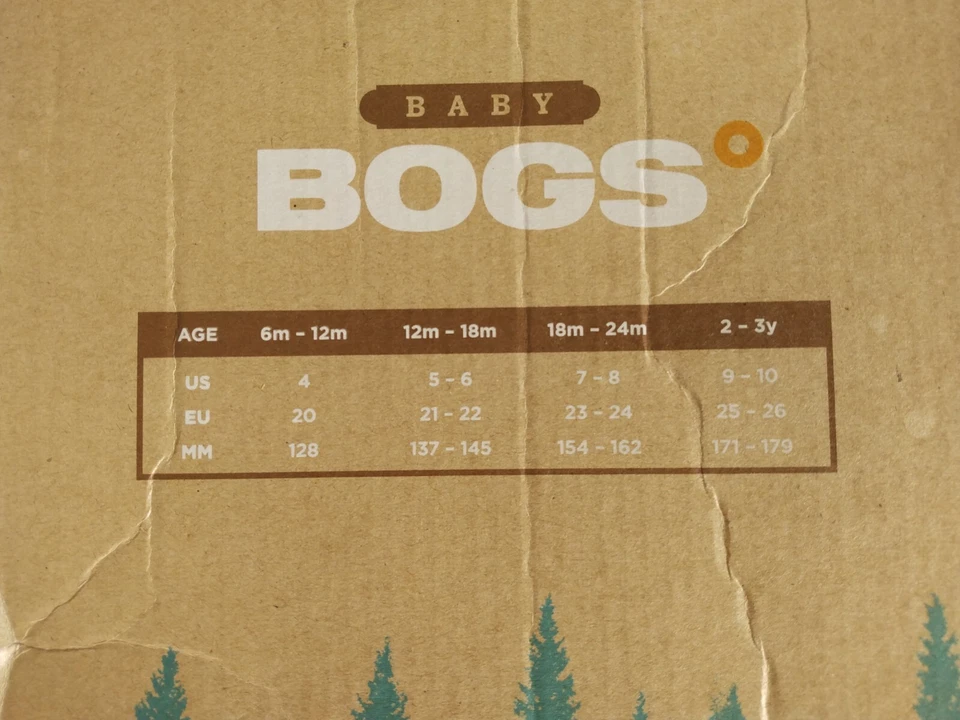 BABY
BOGS°
AGE 6m – 12m 12m – 18m 18m – 24m 2 – 3y
US 4 5 – 6 7 – 8 9 – 10
EU 20 21 – 22 23 – 24 25 – 26
MM 128 137 – 145 154 – 162 171 – 179